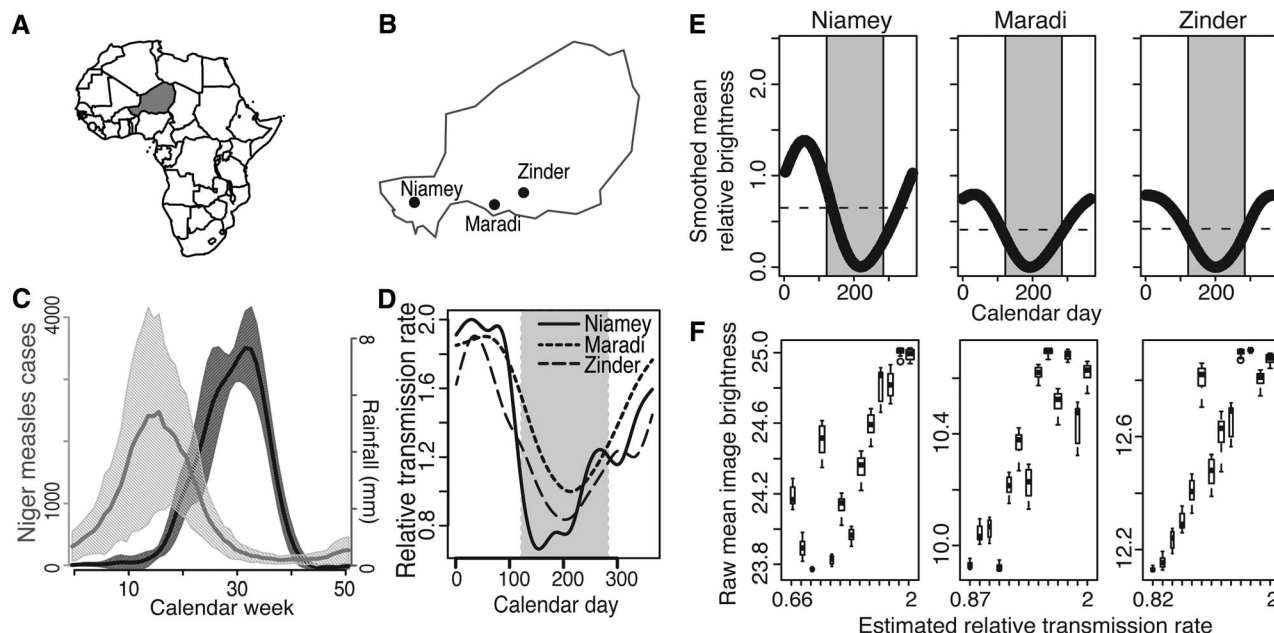 A
B
Niamey
Zinder
Maradi
C
Niger measles cases
4000
1000
0
8
0
Rainfall (mm)
10
30
50
Calendar week
D
Relative transmission rate
2.0
1.6
1.2
0.8
Niamey
Maradi
Zinder
0
100
200
300
Calendar day
E
Niamey
Maradi
Zinder
Smoothed mean
relative brightness
2.0
1.0
0.0
0
200
0
200
0
200
Calendar day
F
Raw mean image brightness
25.0
24.6
24.2
23.8
10.4
10.0
12.6
12.2
0.66
2
0.87
2
0.82
2
Estimated relative transmission rate